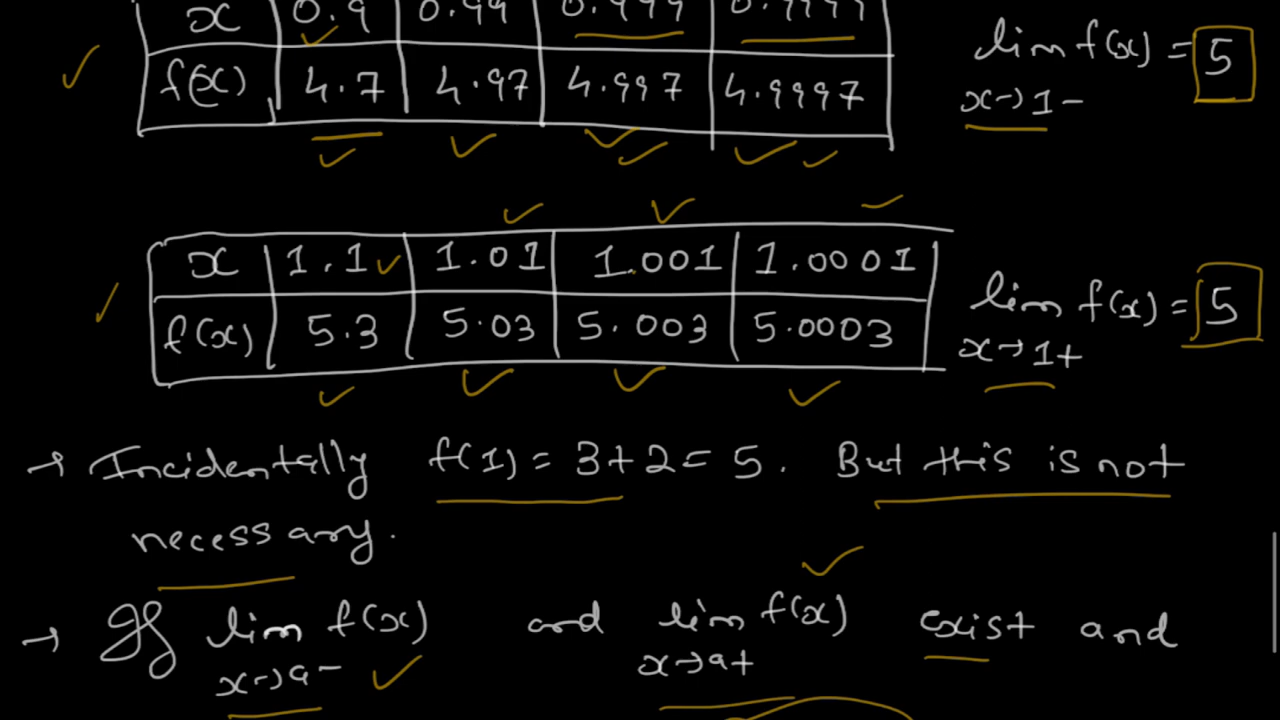 x 0.9 0.99 0.999 0.9999
f(x) 4.7 4.97 4.997 4.9997
lim f(x) = 5
x→1-
x 1.1 1.01 1.001 1.0001
f(x) 5.3 5.03 5.003 5.0003
lim f(x) = 5
x→1+
→ Incidentally f(1) = 3+2 = 5. But this is not
necessary.
→ If lim f(x) and lim f(x) exist and
x→a- x→a+